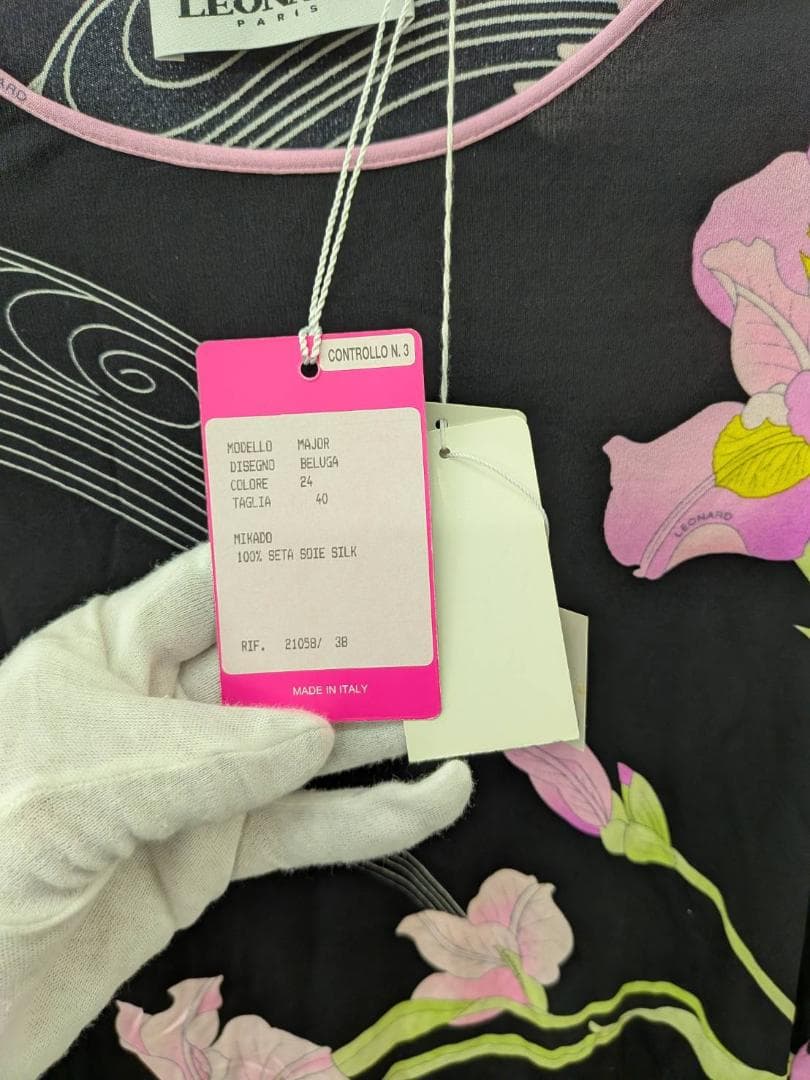 PARIS
CONTROLLO N. 3
MODELLO MAJOR
DISEGNO BELUGA
COLORE 24
TAGLIA 40
MIKADO
100% SETA SOIE SILK
RIF. 21058/ 38
MADE IN ITALY
LEONARD